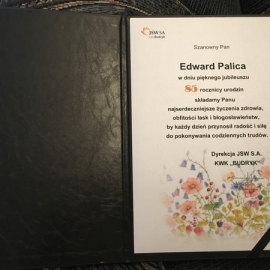 JSW S.A.
Szanowny Pan
Edward Palica
w dniu pięknego jubileuszu
85 rocznicy urodzin
składamy Panu
najserdeczniejsze życzenia zdrowia,
obfitości łask i błogosławieństw,
by każdy dzień przynosił radość i siłę
do pokonywania codziennych trudów.
Dyrekcja JSW S.A.
KWK „BUDRYK”